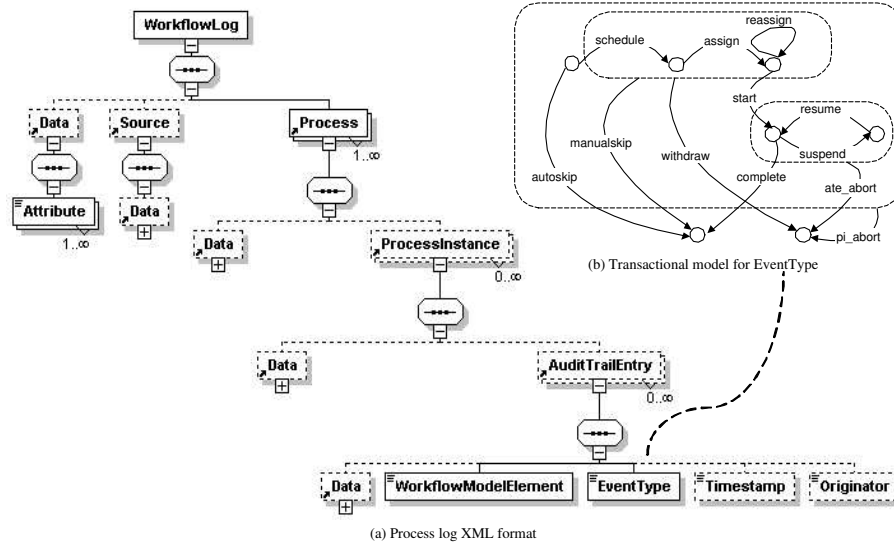 WorkflowLog
Data
Source
Process
1..∞
Attribute
1..∞
Data
Data
ProcessInstance
0..∞
Data
AuditTrailEntry
0..∞
Data
WorkflowModelElement
EventType
Timestamp
Originator
(a) Process log XML format
reassign
schedule
assign
start
resume
suspend
manualskip
withdraw
complete
autoskip
ate_abort
pi_abort
(b) Transactional model for EventType